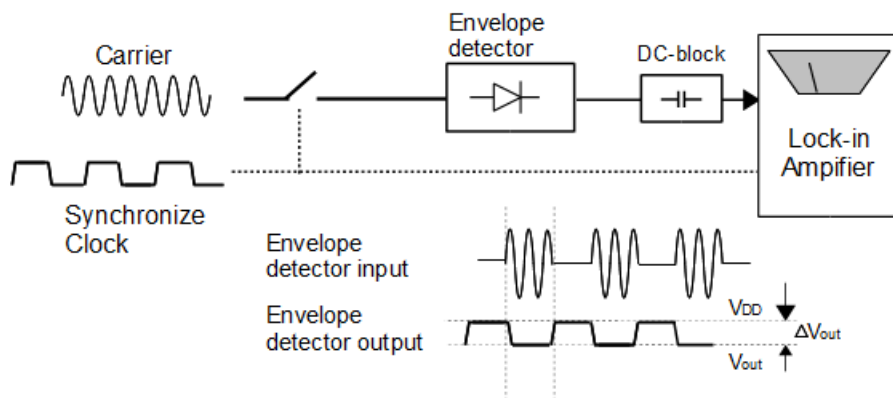 Carrier
Envelope
detector
DC-block
Lock-in
Ampifier
Synchronize
Clock
Envelope
detector input
Envelope
detector output
VDD
ΔVout
Vout